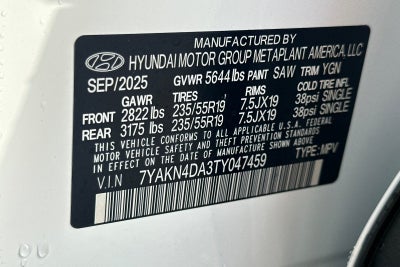 MANUFACTURED BY
HYUNDAI MOTOR GROUP METAPLANT AMERICA, LLC
SEP/2025 GVWR 5644 lbs PAINT SAW TRIM YGN
GAWR TIRES RIMS COLD TIRE INFL
FRONT 2822 lbs 235/55R19 7.5JX19 38psi SINGLE
REAR 3175 lbs 235/55R19 7.5JX19 38psi SINGLE
THIS VEHICLE CONFORMS TO ALL APPLICABLE U.S.A. FEDERAL
MOTOR VEHICLE SAFETY AND THEFT PREVENTION STANDARDS
IN EFFECT ON THE DATE OF MANUFACTURE SHOWN ABOVE.
V.I.N 7YAKN4DA3TY047459 TYPE: MPV